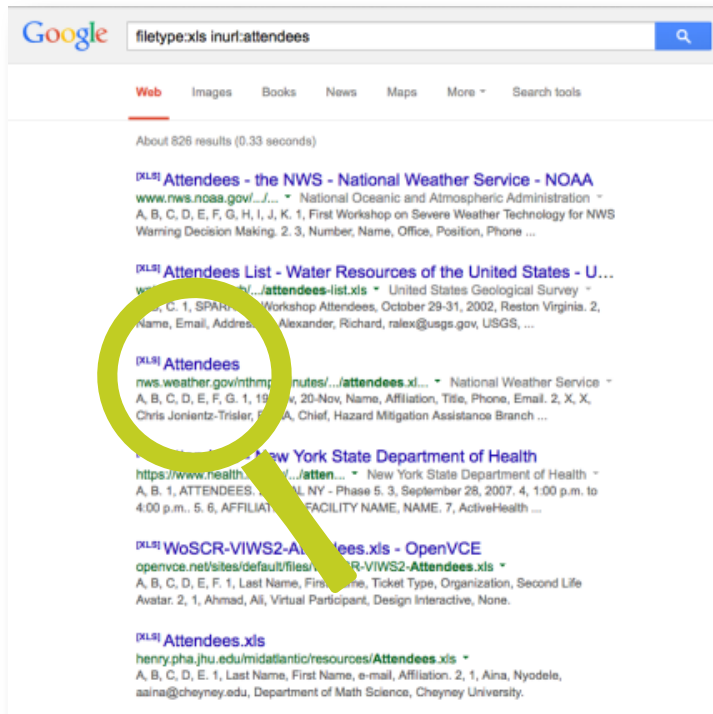 Google
filetype:xls inurl:attendees
Web Images Books News Maps More Search tools
About 826 results (0.33 seconds)
[XLS] Attendees - the NWS - National Weather Service - NOAA
www.nws.noaa.gov/.../... National Oceanic and Atmospheric Administration
A, B, C, D, E, F, G, H, I, J, K. 1, First Workshop on Severe Weather Technology for NWS
Warning Decision Making. 2. 3, Number, Name, Office, Position, Phone ...
[XLS] Attendees List - Water Resources of the United States - U...
/.../attendees-list.xls United States Geological Survey
C. 1, Workshop Attendees, October 29-31, 2002, Reston Virginia. 2,
Name, Email, Alexander, Richard, ralex@usgs.gov, USGS, ...
[XLS] Attendees
nws.weather.gov/nthmp/minutes/.../attendees.xl... National Weather Service
A, B, C, D, E, F, G. 1, 20-Nov, Name, Affiliation, Title, Phone, Email. 2, X, X,
Chris Jonientz-Trisler, Chief, Hazard Mitigation Assistance Branch ...
- New York State Department of Health
https://www.health. /.../atten... New York State Department of Health
A, B. 1, ATTENDEES. NY - Phase 5. 3, September 28, 2007. 4, 1:00 p.m. to
4:00 p.m.. 5. 6, FACILITY NAME, NAME. 7, ActiveHealth ...
[XLS] WoSCR-VIWS2-Attendees.xls - OpenVCE
openvce.net/sites/default/files/ -VIWS2-Attendees.xls
A, B, C, D, E, F. 1, Last Name, First Name, Ticket Type, Organization, Second Life
Avatar. 2, 1, Ahmad, Ali, Virtual Participant, Design Interactive, None.
[XLS] Attendees.xls
henry.pha.jhu.edu/midatlantic/resources/Attendees.xls
A, B, C, D, E. 1, Last Name, First Name, e-mail, Affiliation. 2, 1, Aina, Nyodele,
aaina@cheyney.edu, Department of Math Science, Cheyney University.